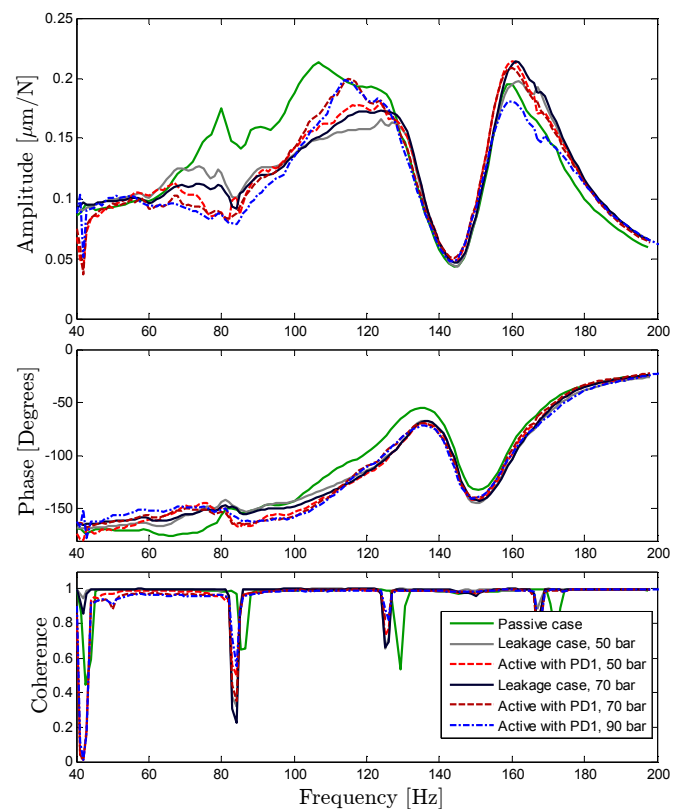 0.25
0.2
0.15
0.1
0.05
0
Amplitude [μm/N]
40 60 80 100 120 140 160 180 200
0
-50
-100
-150
Phase [Degrees]
40 60 80 100 120 140 160 180 200
1
0.8
0.6
0.4
0.2
0
Coherence
Passive case
Leakage case, 50 bar
Active with PD1, 50 bar
Leakage case, 70 bar
Active with PD1, 70 bar
Active with PD1, 90 bar
40 60 80 100 120 140 160 180 200
Frequency [Hz]